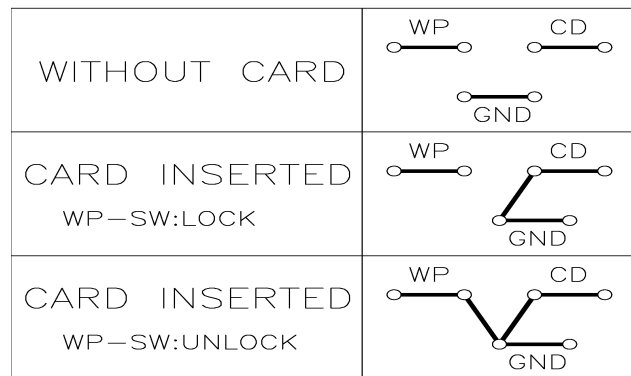 WITHOUT CARD
WP CD
GND
CARD INSERTED
WP-SW:LOCK
WP CD
GND
CARD INSERTED
WP-SW:UNLOCK
WP CD
GND